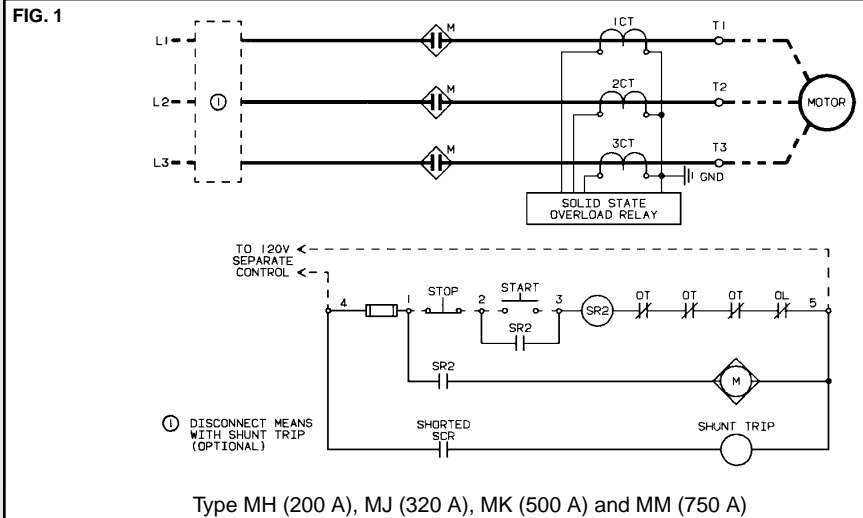 FIG. 1
1CT
M
T1
L1
2CT
M
T2
L2
1
MOTOR
3CT
M
T3
L3
GND
SOLID STATE
OVERLOAD RELAY
TO 120V
SEPARATE
CONTROL
4
1
STOP
2
START
3
SR2
OT
OT
OT
OL
5
SR2
SR2
M
1 DISCONNECT MEANS
WITH SHUNT TRIP
(OPTIONAL)
SHORTED
SCR
SHUNT TRIP
Type MH (200 A), MJ (320 A), MK (500 A) and MM (750 A)